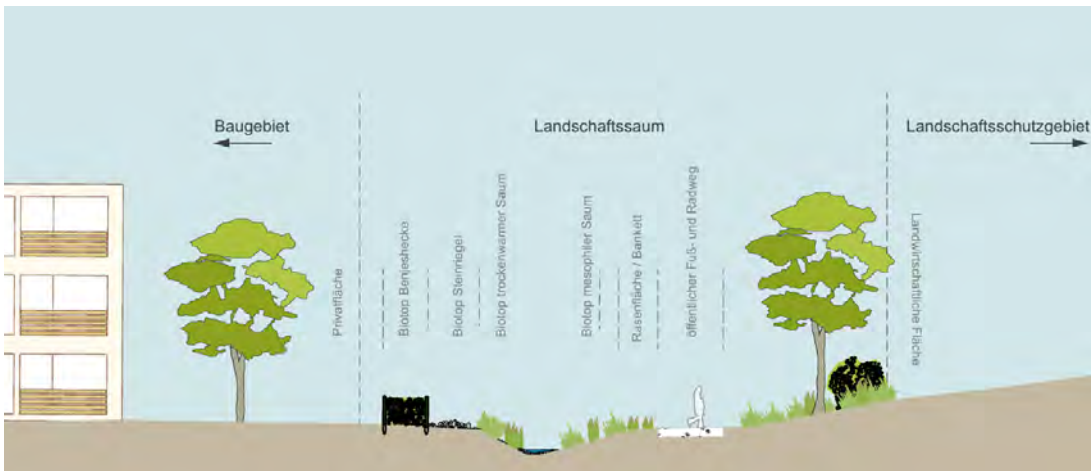 Baugebiet
Landschaftssaum
Landschaftsschutzgebiet
Privatfläche
Biotop Benjeshecke
Biotop Steinriegel
Biotop trockenwarmer Saum
Biotop mesophiler Saum
Rasenfläche / Bankett
öffentlicher Fuß- und Radweg
Landwirtschaftliche Fläche